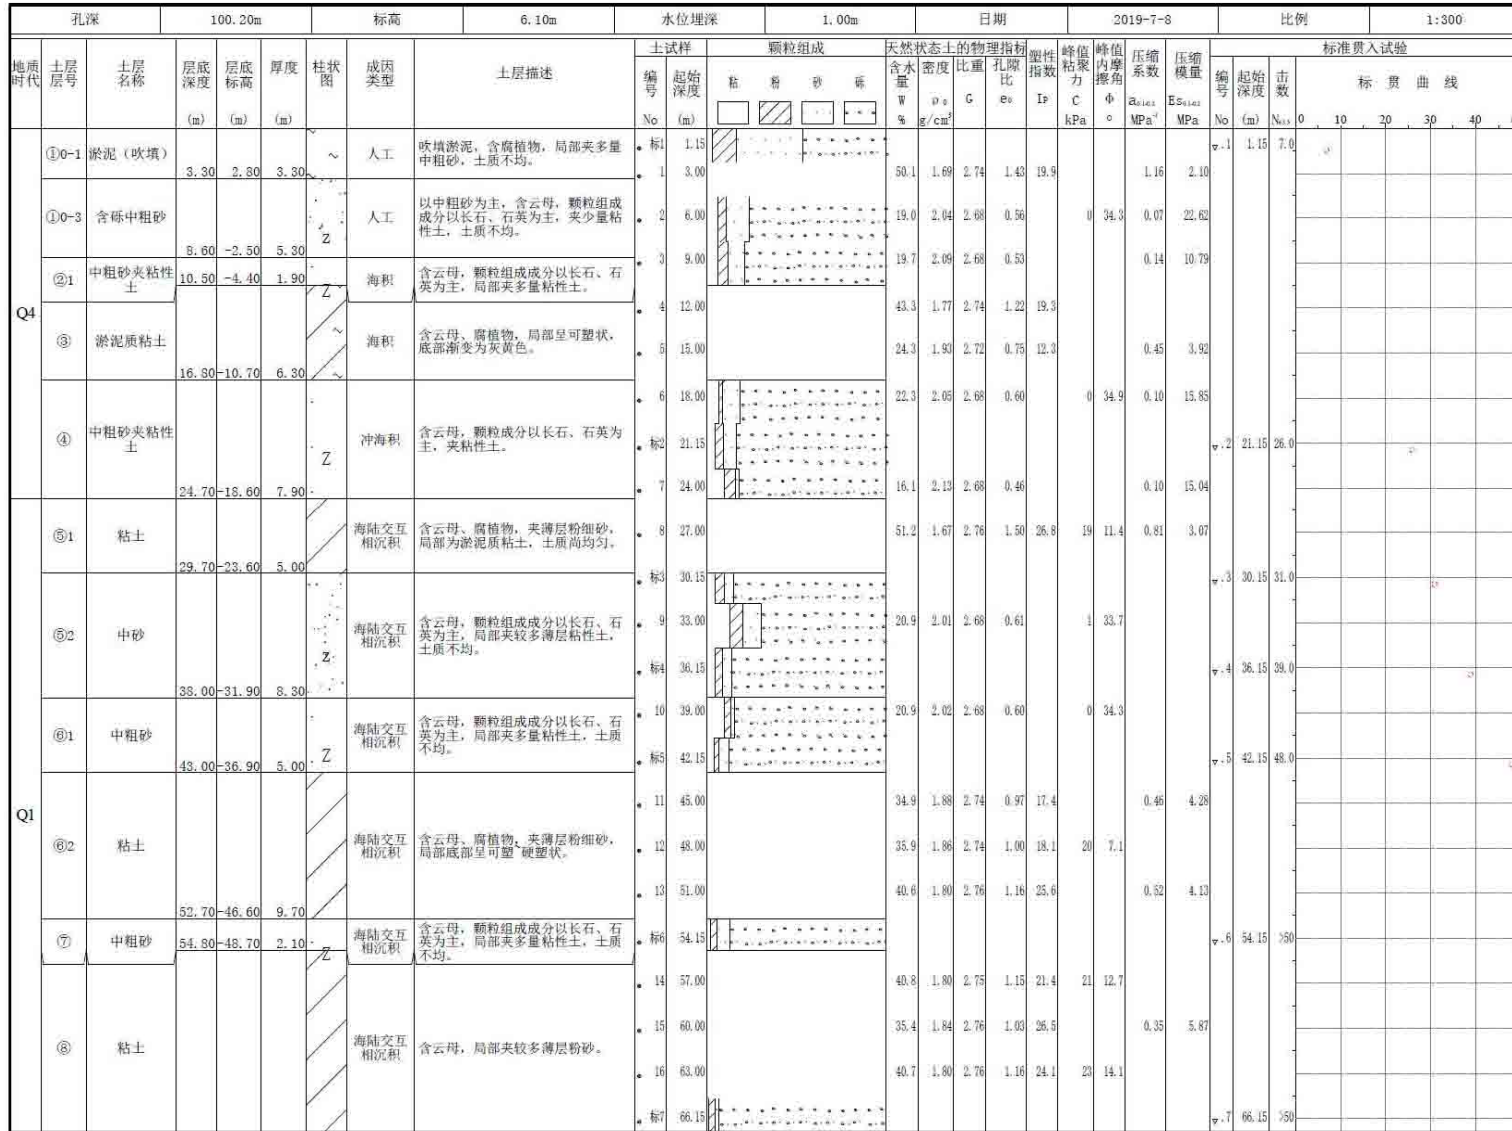 孔深 100.20m 标高 6.10m 水位埋深 1.00m 日期 2019-7-8 比例 1:300
地质时代 土层层号 土层名称 层底深度 (m) 层底标高 (m) 厚度 (m) 柱状图 成因类型 土层描述 土试样 编号 No 起始深度 (m) 颗粒组成 粘 粉 砂 砾 天然状态土的物理指标 含水量 W % 密度 ρ₀ g/cm³ 比重 G 孔隙比 e₀ 塑性指数 IP 峰值粘聚力 C kPa 峰值内摩擦角 Φ ° 压缩系数 MPa⁻¹ 压缩模量 MPa 标准贯入试验 编号 No 起始深度 (m) 击数 标贯曲线 0 10 20 30 40
Q4
①0-1 淤泥（吹填） 3.30 2.80 3.30 人工 吹填淤泥，含腐植物，局部夹多量
中粗砂，土质不均。
标1 1.15 .1 1.15 7.0
1 3.00 50.1 1.69 2.74 1.43 19.9 1.16 2.10
①0-3 含砾中粗砂 8.60 -2.50 5.30 Z 人工 以中粗砂为主，含云母，颗粒组成
成分以长石、石英为主，夹少量粘
性土，土质不均。
2 6.00 19.0 2.04 2.68 0.56 0 34.3 0.07 22.62
3 9.00 19.7 2.09 2.68 0.53 0.14 10.79
②1 中粗砂夹粘性土 10.50 -4.40 1.90 Z 海积 含云母，颗粒组成成分以长石、石
英为主，局部夹多量粘性土。
4 12.00 43.3 1.77 2.74 1.22 19.3
③ 淤泥质粘土 16.80 -10.70 6.30 海积 含云母、腐植物，局部呈可塑状，
底部渐变为灰黄色。
5 15.00 24.3 1.93 2.72 0.75 12.3 0.45 3.92
6 18.00 22.3 2.05 2.68 0.60 0 34.9 0.10 15.85
④ 中粗砂夹粘性土 24.70 -18.60 7.90 Z 冲海积 含云母，颗粒成分以长石、石英为
主，夹粘性土。
标2 21.15 .2 21.15 26.0
7 24.00 16.1 2.13 2.68 0.46 0.10 15.04
Q1
⑤1 粘土 29.70 -23.60 5.00 海陆交互相沉积 含云母、腐植物，夹薄层粉细砂，
局部为淤泥质粘土，土质尚均匀。
8 27.00 51.2 1.67 2.76 1.50 26.8 19 11.4 0.81 3.07
标3 30.15 .3 30.15 31.0
⑤2 中砂 38.00 -31.90 8.30 Z 海陆交互相沉积 含云母，颗粒组成成分以长石、石
英为主，局部夹较多薄层粘性土，
土质不均。
9 33.00 20.9 2.01 2.68 0.61 1 33.7
标4 36.15 .4 36.15 39.0
10 39.00 20.9 2.02 2.68 0.60 0 34.3
⑥1 中粗砂 43.00 -36.90 5.00 Z 海陆交互相沉积 含云母，颗粒组成成分以长石、石
英为主，局部夹多量粘性土，土质
不均。
标5 42.15 .5 42.15 48.0
11 45.00 34.9 1.88 2.74 0.97 17.4 0.46 4.28
⑥2 粘土 52.70 -46.60 9.70 海陆交互相沉积 含云母、腐植物，夹薄层粉细砂，
局部底部呈可塑~硬塑状。
12 48.00 35.9 1.86 2.74 1.00 18.1 20 7.1
13 51.00 40.6 1.80 2.76 1.16 25.6 0.52 4.13
⑦ 中粗砂 54.80 -48.70 2.10 Z 海陆交互相沉积 含云母，颗粒组成成分以长石、石
英为主，局部夹多量粘性土，土质
不均。
标6 54.15 .6 54.15 >50
14 57.00 40.8 1.80 2.75 1.15 21.4 21 12.7
15 60.00 35.4 1.84 2.76 1.03 26.5 0.35 5.87
⑧ 粘土 海陆交互相沉积 含云母，局部夹较多薄层粉砂。
16 63.00 40.7 1.80 2.76 1.16 24.1 23 14.1
标7 66.15 .7 66.15 >50